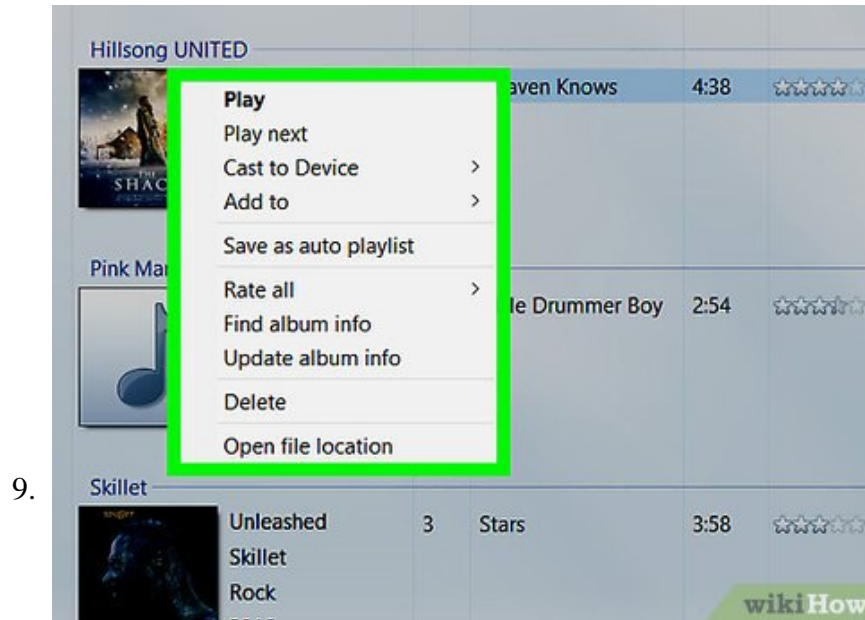 Hillsong UNITED
THE
SHAC
Play
aven Knows 4:38
Play next
Cast to Device
Add to
Save as auto playlist
Pink Mar
Rate all
le Drummer Boy 2:54
Find album info
Update album info
Delete
Open file location
9.
Skillet
Unleashed 3 Stars 3:58
Skillet
Rock
wikiHow